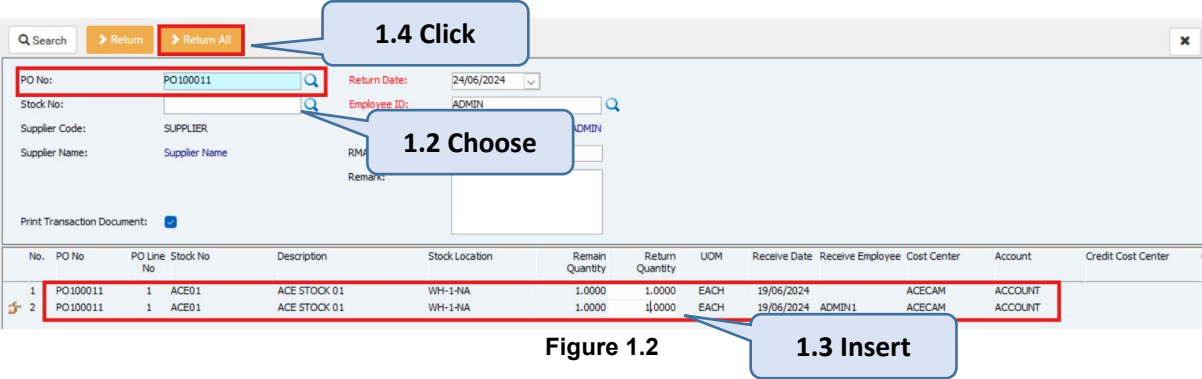 1.4 Click
Search
Return
Return All
PO No: PO100011 Return Date: 24/06/2024
Stock No: Employee ID: ADMIN
Supplier Code: SUPPLIER ADMIN
1.2 Choose
Supplier Name: Supplier Name RMA
Remark:
Print Transaction Document:
No. PO No PO Line No Stock No Description Stock Location Remain Quantity Return Quantity UOM Receive Date Receive Employee Cost Center Account Credit Cost Center
1 PO100011 1 ACE01 ACE STOCK 01 WH-1-NA 1.0000 1.0000 EACH 19/06/2024 ACECAM ACCOUNT
2 PO100011 1 ACE01 ACE STOCK 01 WH-1-NA 1.0000 1.0000 EACH 19/06/2024 ADMIN1 ACECAM ACCOUNT
Figure 1.2
1.3 Insert